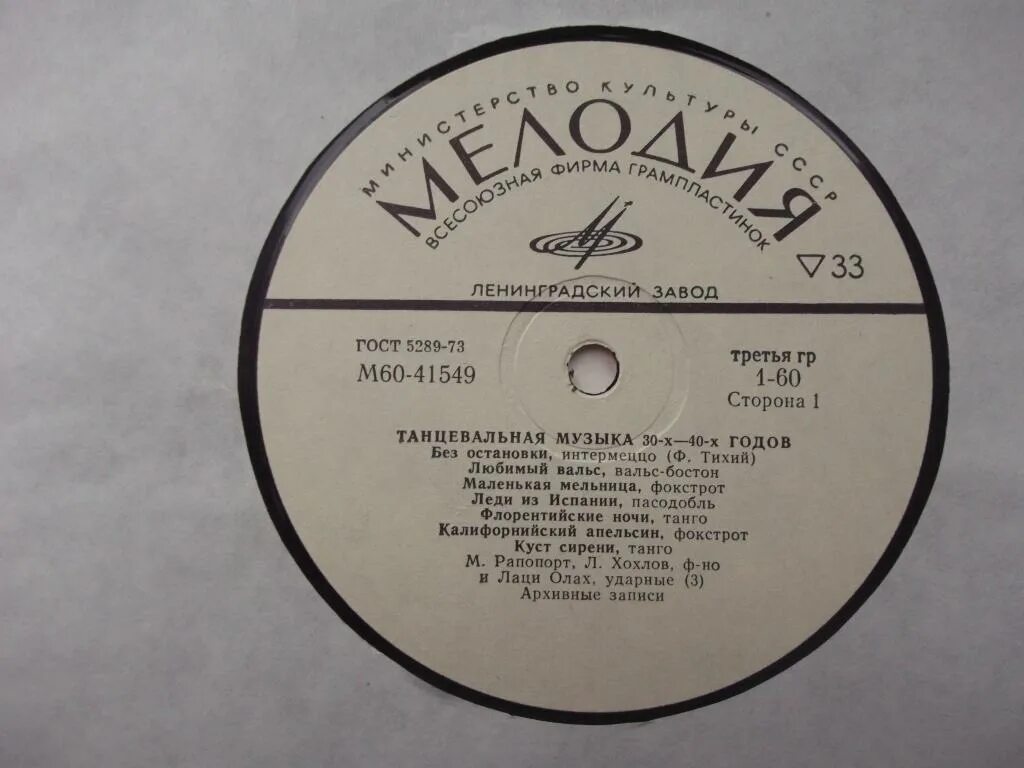 МИНИСТЕРСТВО КУЛЬТУРЫ СССР
МЕЛОДИЯ
ВСЕСОЮЗНАЯ ФИРМА ГРАМПЛАСТИНОК
▽33
ЛЕНИНГРАДСКИЙ ЗАВОД
ГОСТ 5289-73
М60-41549
третья гр
1-60
Сторона 1
ТАНЦЕВАЛЬНАЯ МУЗЫКА 30-х—40-х ГОДОВ
Без остановки, интермеццо (Ф. Тихий)
Любимый вальс, вальс-бостон
Маленькая мельница, фокстрот
Леди из Испании, пасодобль
Флорентийские ночи, танго
Калифорнийский апельсин, фокстрот
Куст сирени, танго
М. Рапопорт, Л. Хохлов, ф-но
и Лаци Олах, ударные (3)
Архивные записи